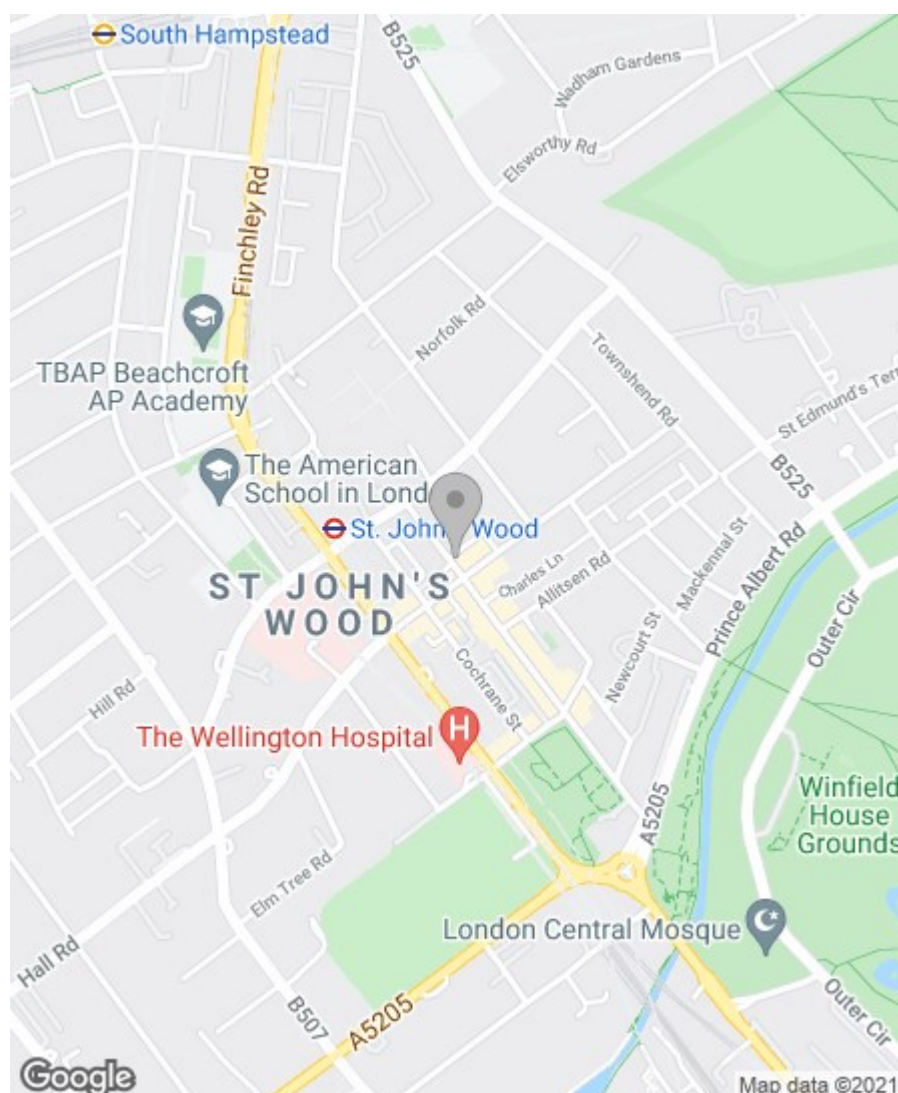 South Hampstead
B525
Wadham Gardens
Elsworthy Rd
Finchley Rd
Norfolk Rd
Townshend Rd
TBAP Beachcroft
AP Academy
St Edmund's Terr
B525
The American
School in Lond
St. John Wood
Charles Ln
Allitsen Rd
Mackennal St
Prince Albert Rd
ST JOHN'S
WOOD
Outer Cir
Newcourt St
Cochrane St
Hill Rd
The Wellington Hospital
H
Winfield
House
Grounds
A5205
Elm Tree Rd
London Central Mosque
Hall Rd
B507
A5205
Outer Cir
Google
Map data ©2021